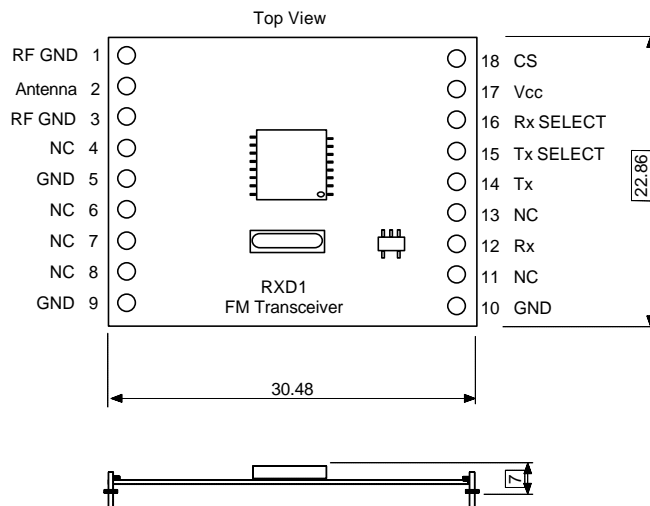 Top View
RF GND 1
Antenna 2
RF GND 3
NC 4
GND 5
NC 6
NC 7
NC 8
GND 9
18 CS
17 Vcc
16 Rx SELECT
15 Tx SELECT
14 Tx
13 NC
12 Rx
11 NC
10 GND
RXD1
FM Transceiver
22.86
30.48
7